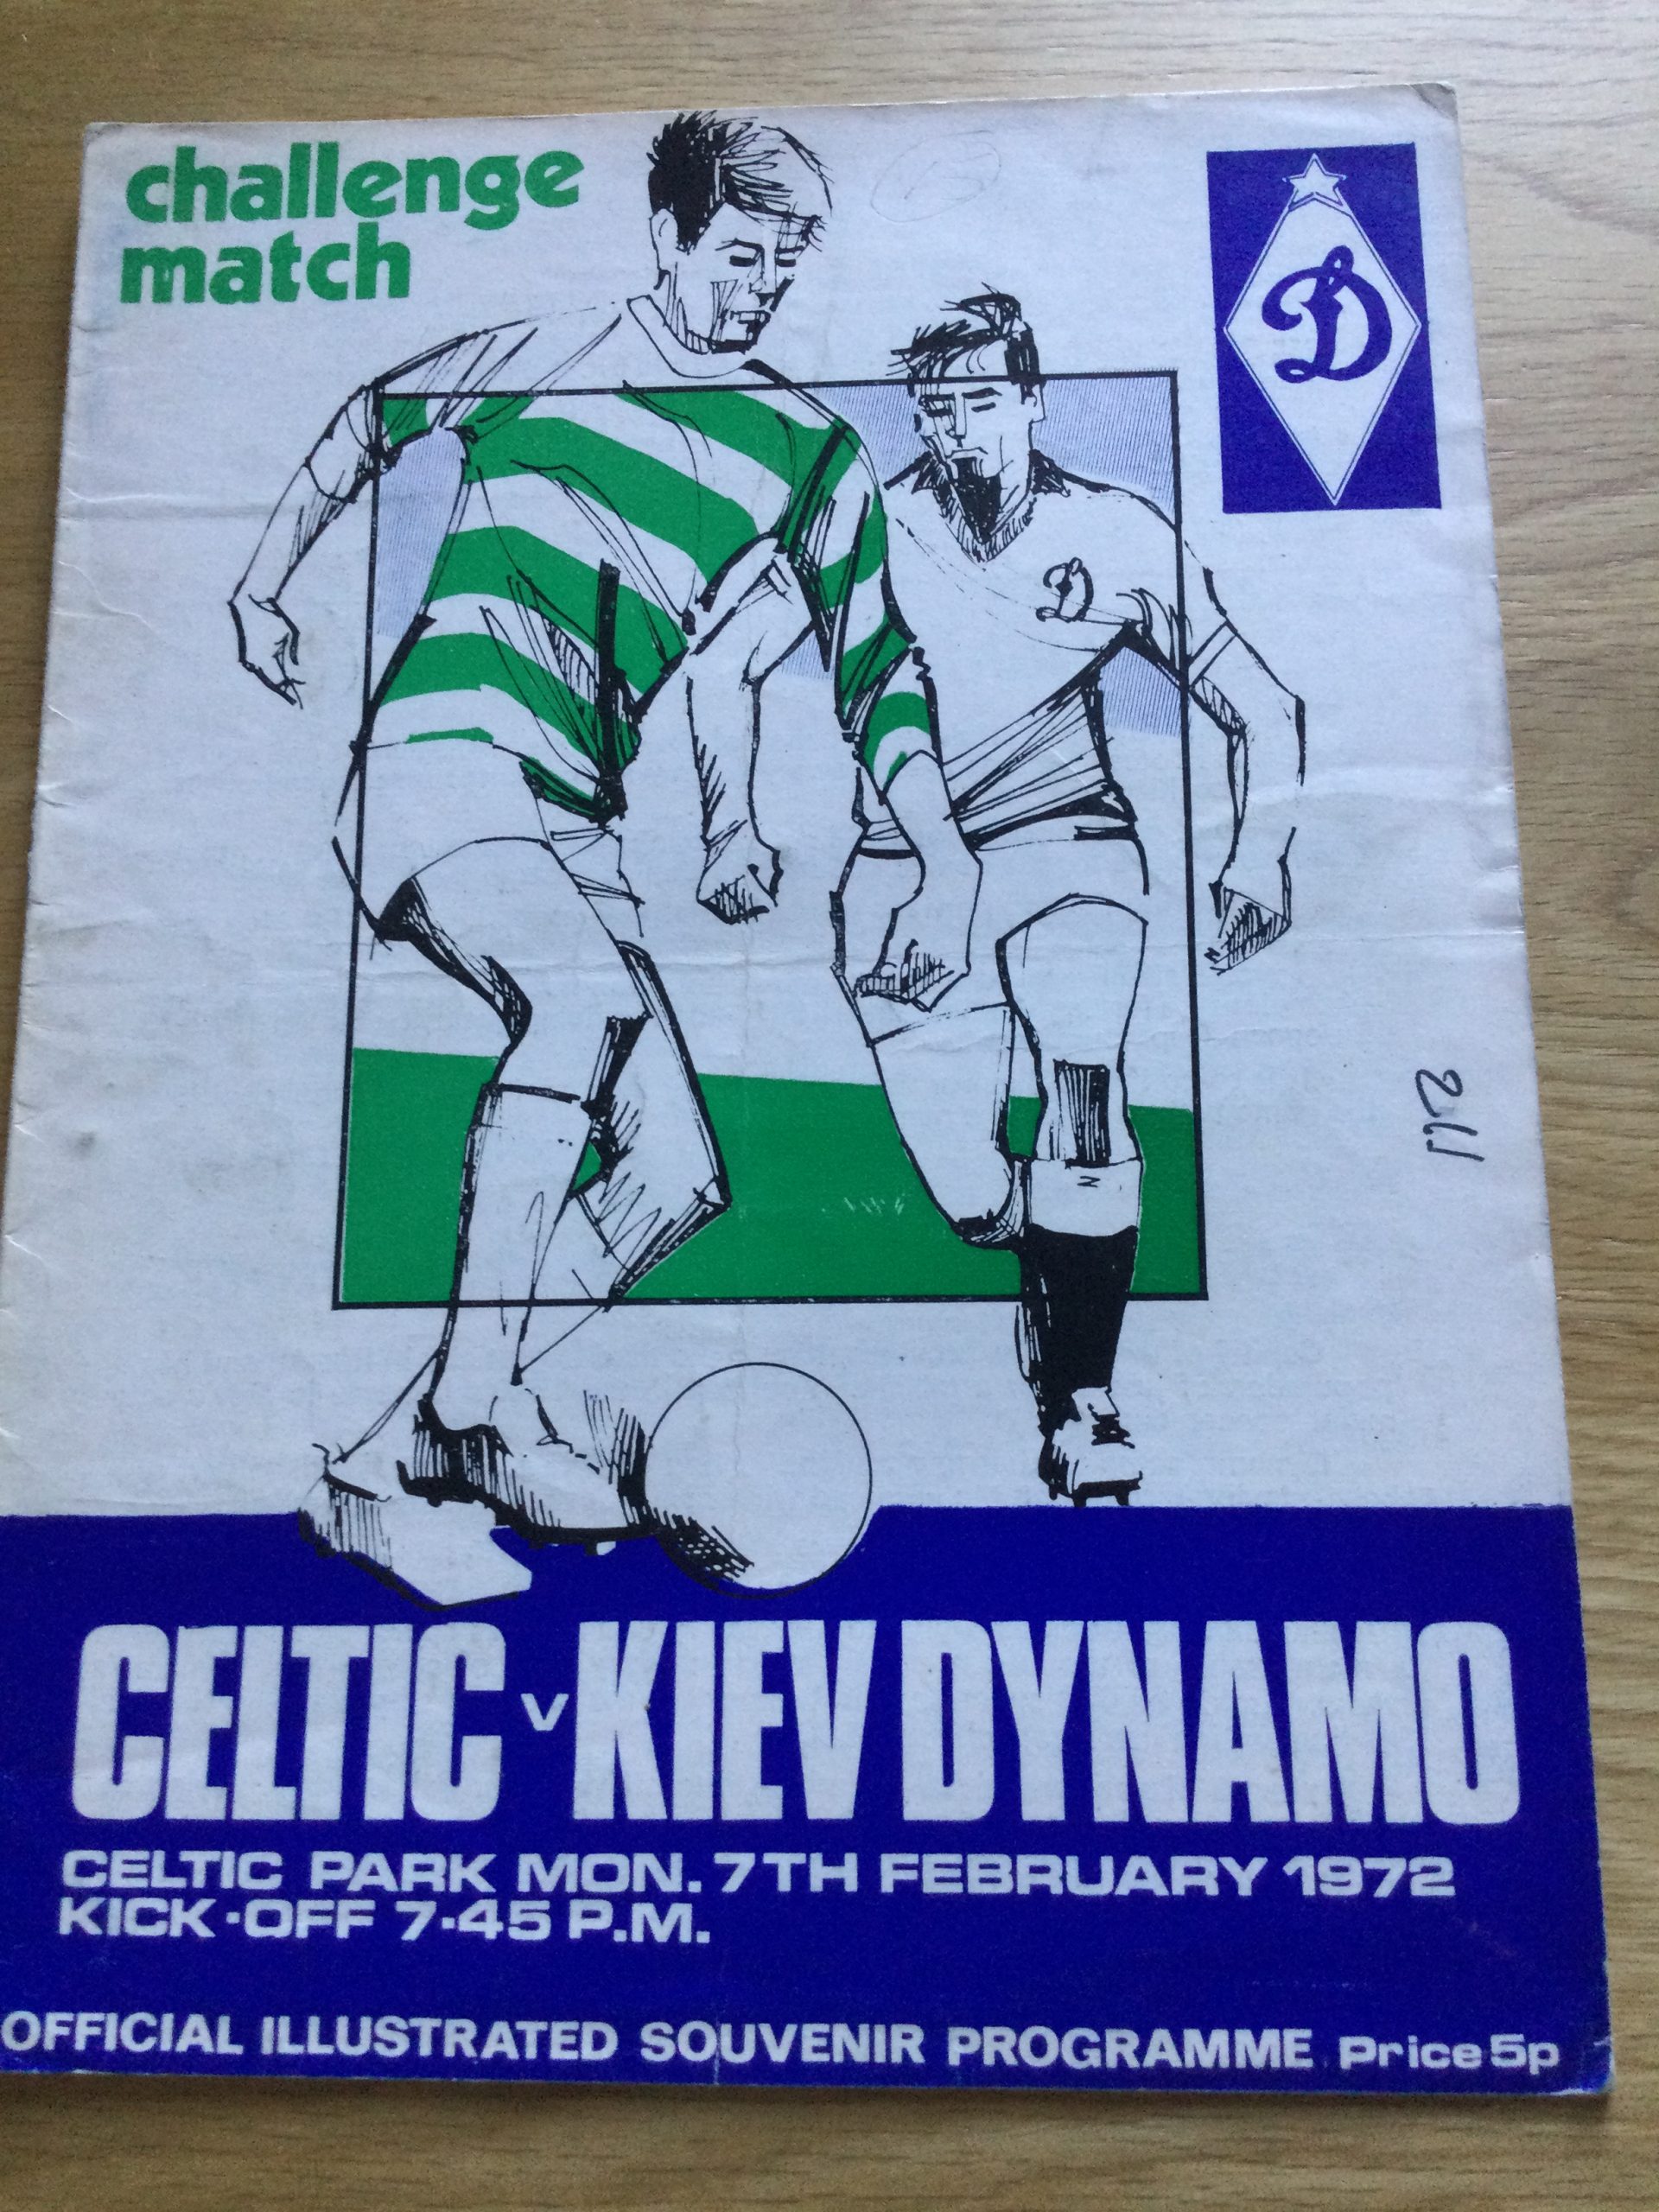 challenge
match
D
D
CELTIC v KIEV DYNAMO
CELTIC PARK MON. 7TH FEBRUARY 1972
KICK-OFF 7·45 P.M.
OFFICIAL ILLUSTRATED SOUVENIR PROGRAMME Price 5p